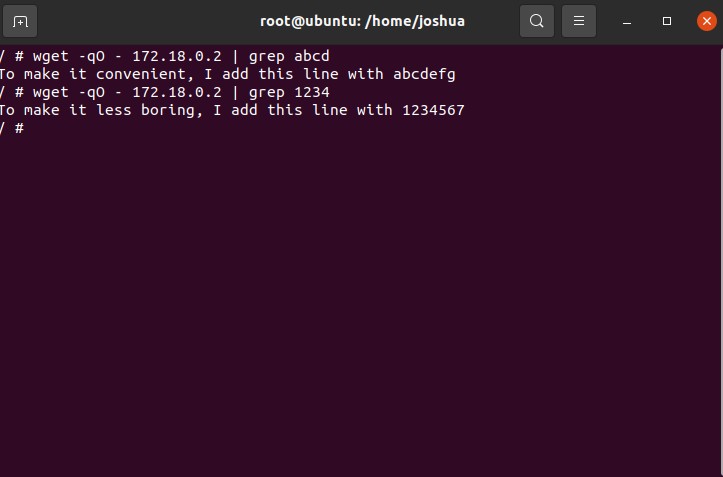 root@ubuntu: /home/joshua
/ # wget -qO - 172.18.0.2 | grep abcd
To make it convenient, I add this line with abcdefg
/ # wget -qO - 172.18.0.2 | grep 1234
To make it less boring, I add this line with 1234567
/ #